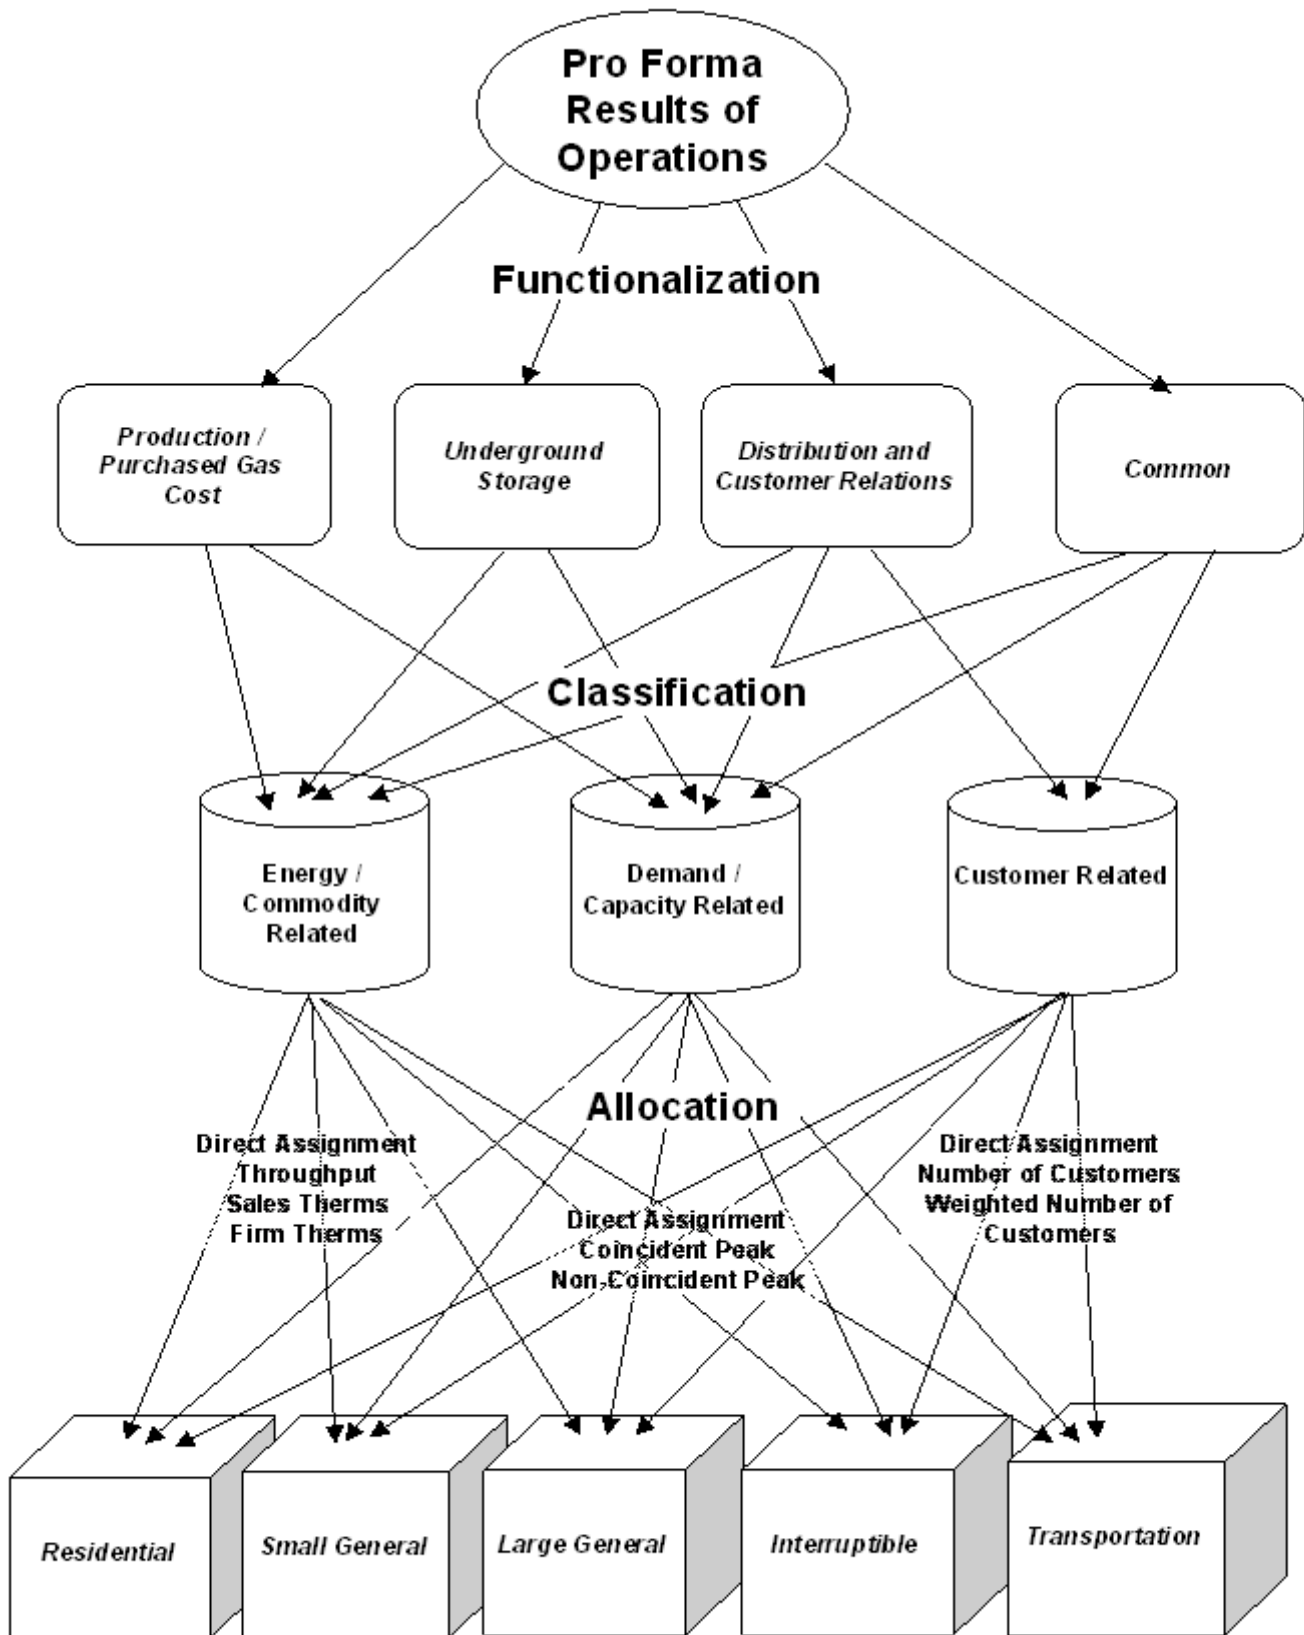 Pro Forma
Results of
Operations
Functionalization
Production /
Purchased Gas
Cost
Underground
Storage
Distribution and
Customer Relations
Common
Classification
Energy /
Commodity
Related
Demand /
Capacity Related
Customer Related
Allocation
Direct Assignment
Throughput
Sales Therms
Firm Therms
Direct Assignment
Coincident Peak
Non-Coincident Peak
Direct Assignment
Number of Customers
Weighted Number of
Customers
Residential
Small General
Large General
Interruptible
Transportation